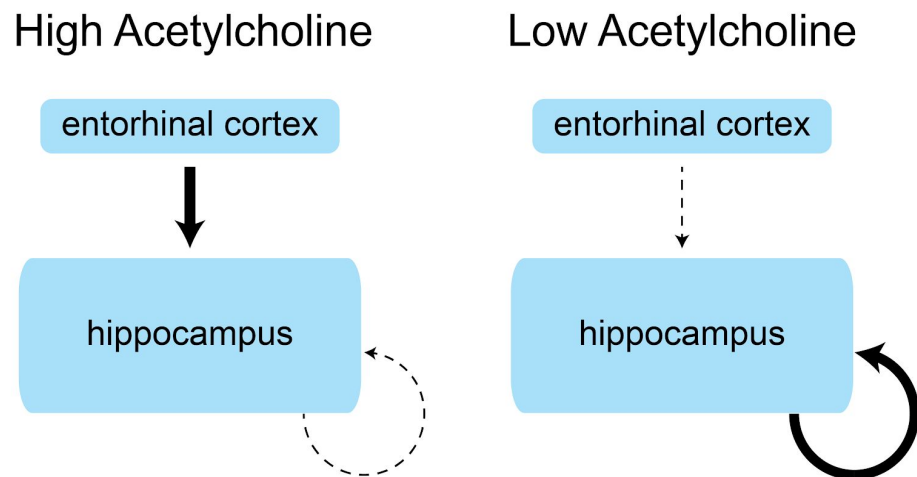 High Acetylcholine
entorhinal cortex
hippocampus
Low Acetylcholine
entorhinal cortex
hippocampus